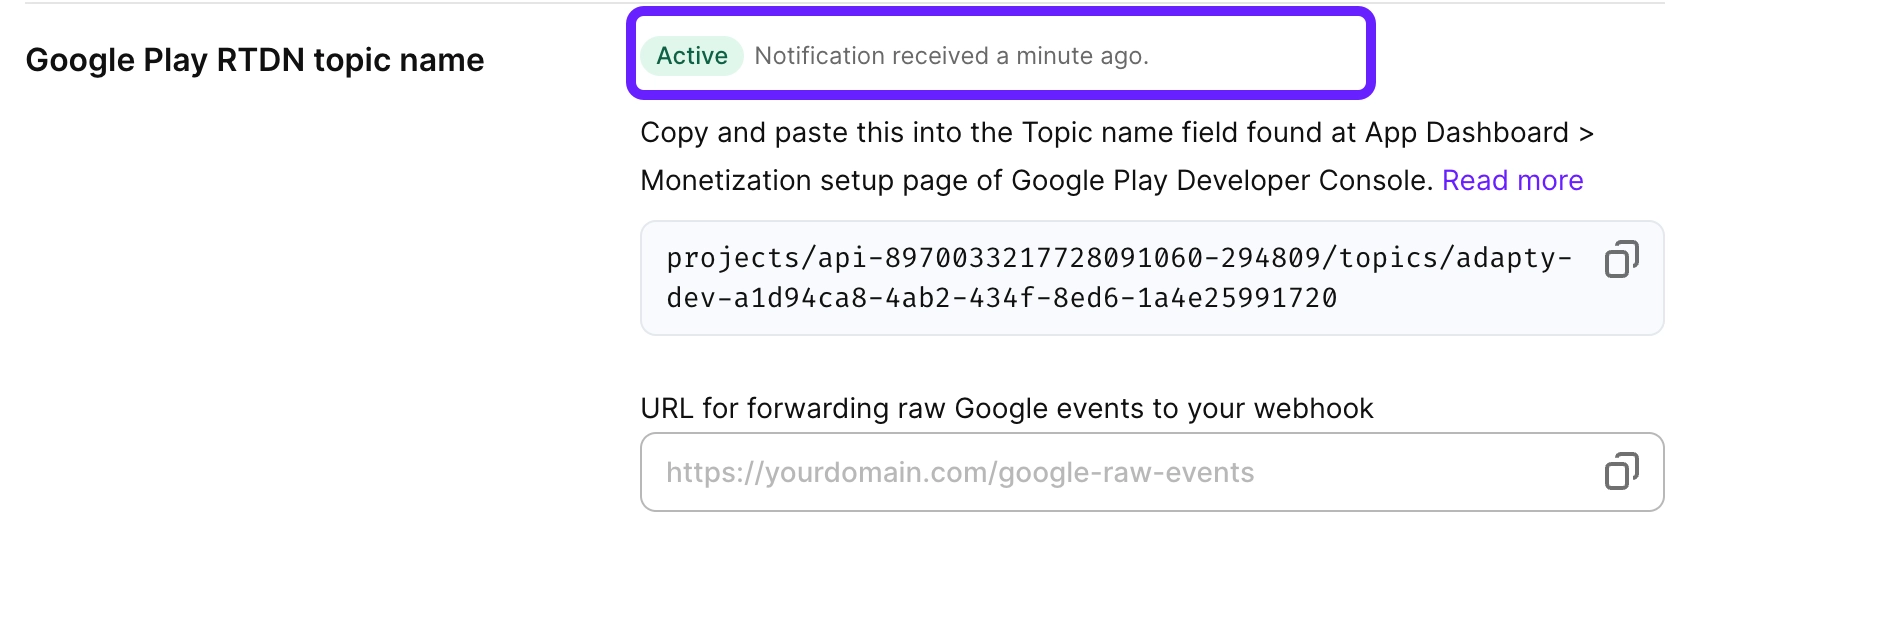 Google Play RTDN topic name
Active Notification received a minute ago.
Copy and paste this into the Topic name field found at App Dashboard >
Monetization setup page of Google Play Developer Console. Read more
projects/api-8970033217728091060-294809/topics/adapty-
dev-a1d94ca8-4ab2-434f-8ed6-1a4e25991720
URL for forwarding raw Google events to your webhook
https://yourdomain.com/google-raw-events